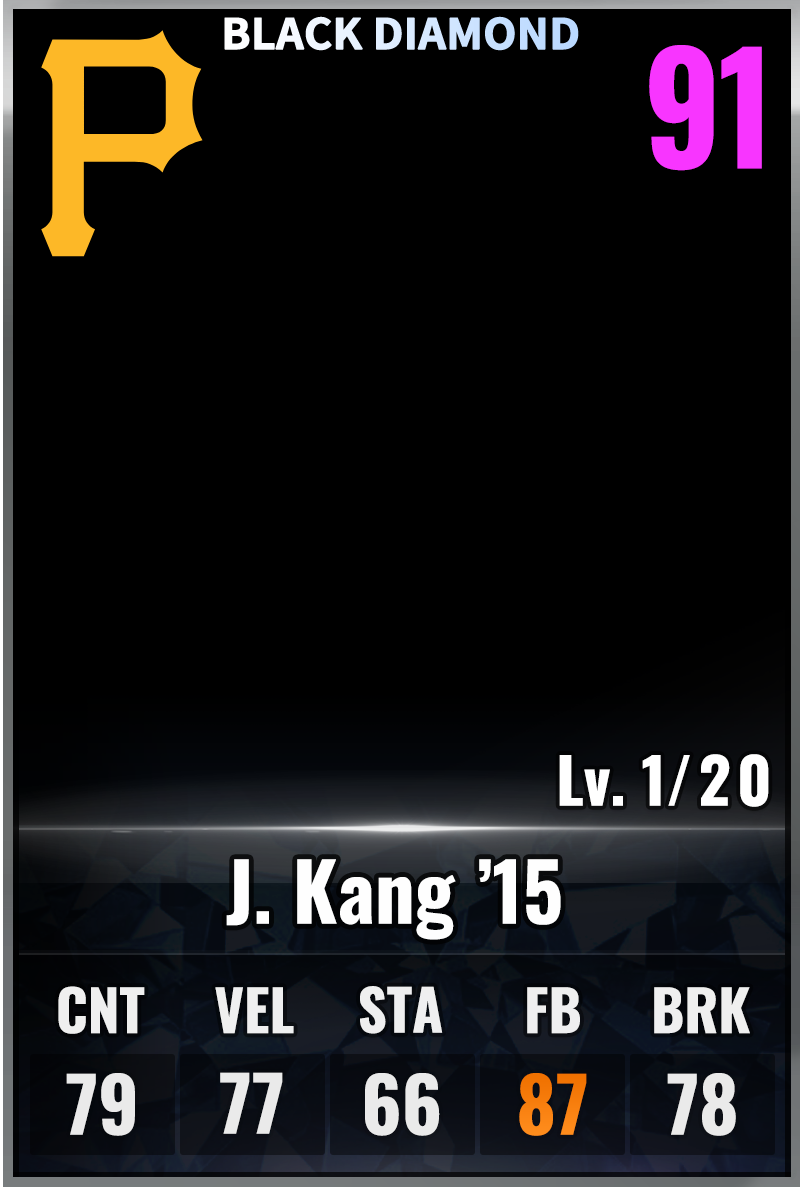 BLACK DIAMOND
P
91
Lv. 1/20
J. Kang ’15
CNT VEL STA FB BRK
79 77 66 87 78